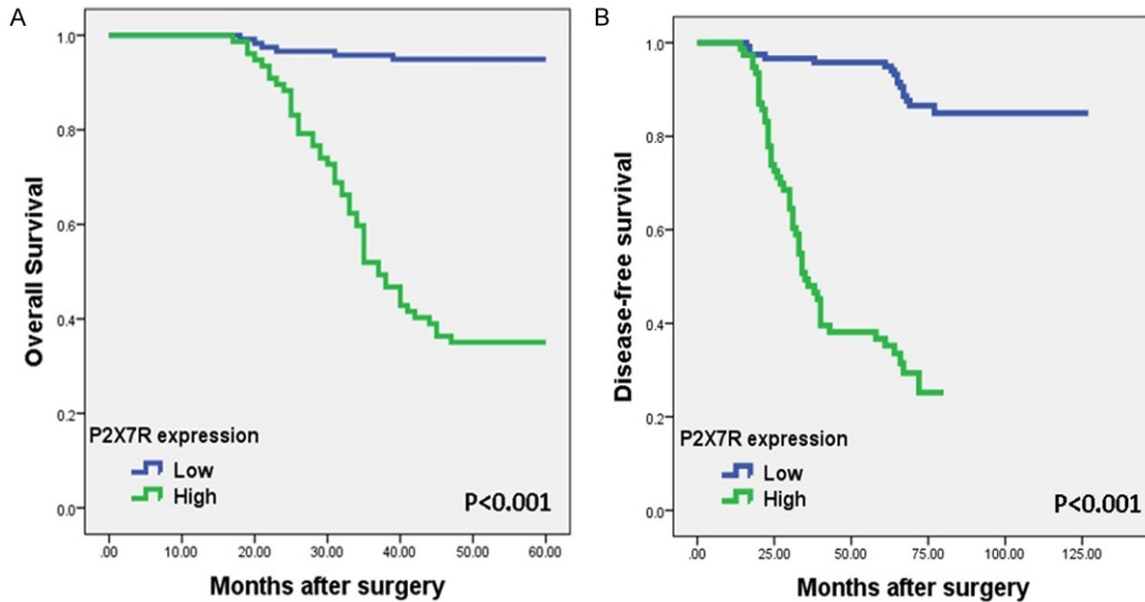 A
Overall Survival
1.0
0.8
0.6
0.4
0.2
0.0
P2X7R expression
Low
High
P<0.001
.00 10.00 20.00 30.00 40.00 50.00 60.00
Months after surgery
B
Disease-free survival
1.0
0.8
0.6
0.4
0.2
0.0
P2X7R expression
Low
High
P<0.001
.00 25.00 50.00 75.00 100.00 125.00
Months after surgery